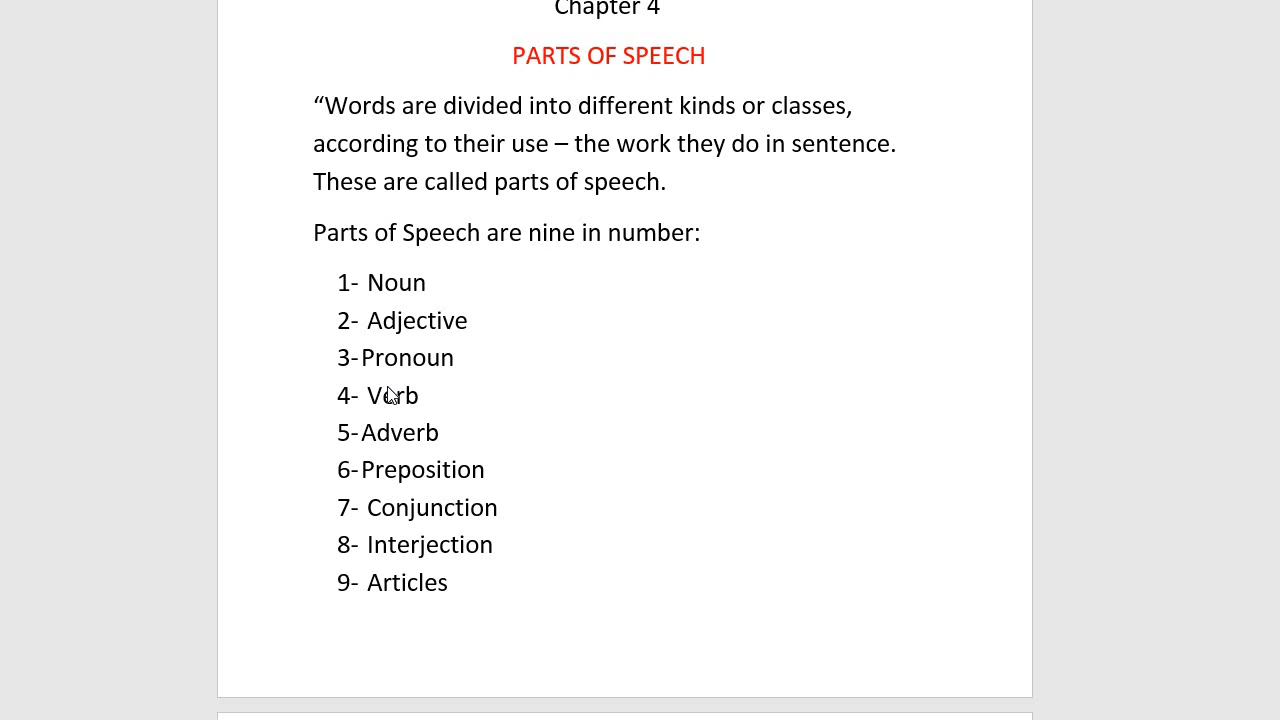 Chapter 4
PARTS OF SPEECH
“Words are divided into different kinds or classes,
according to their use – the work they do in sentence.
These are called parts of speech.
Parts of Speech are nine in number:
1- Noun
2- Adjective
3- Pronoun
4- Verb
5- Adverb
6- Preposition
7- Conjunction
8- Interjection
9- Articles